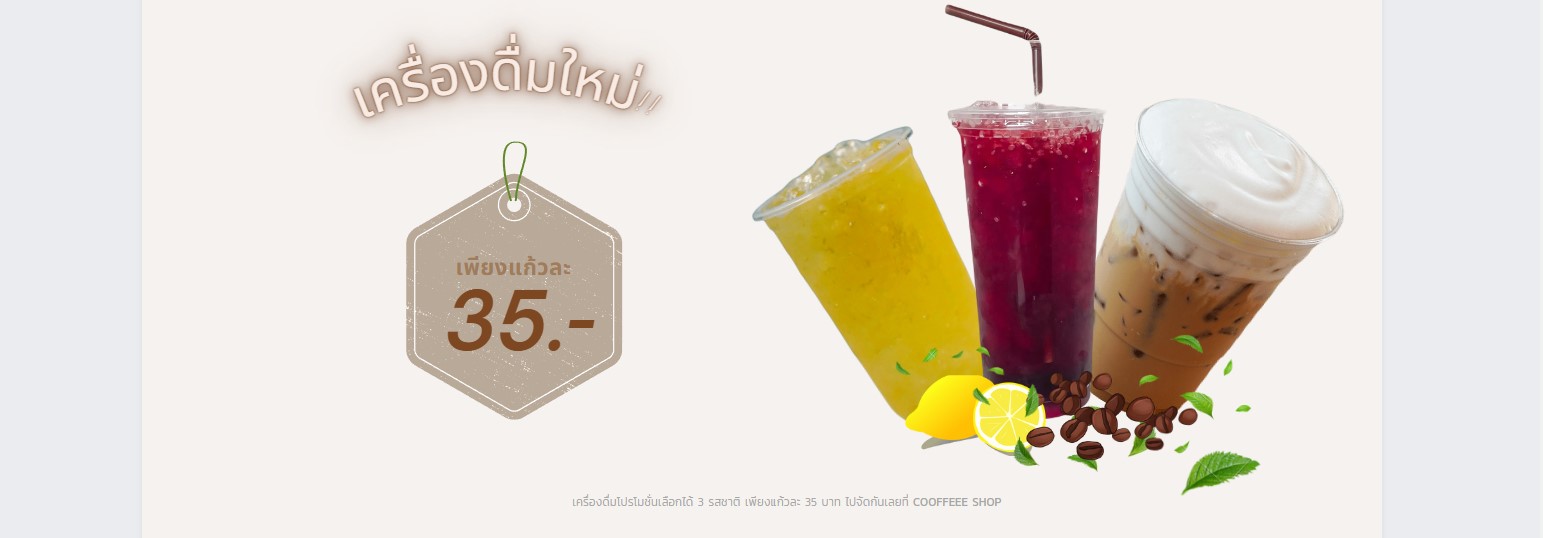 เครื่องดื่มใหม่!!
เพียงแก้วละ
35.-
เครื่องดื่มโปรโมชั่นเลือกได้ 3 รสชาติ เพียงแก้วละ 35 บาท ไปจัดกันเลยที่ COOFFEEE SHOP